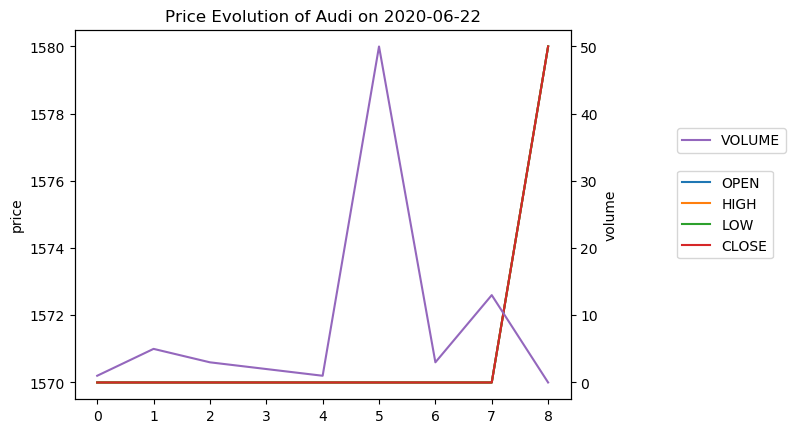 Price Evolution of Audi on 2020-06-22
1580
1578
1576
1574
1572
1570
price
50
40
30
20
10
0
volume
0 1 2 3 4 5 6 7 8
VOLUME
OPEN
HIGH
LOW
CLOSE